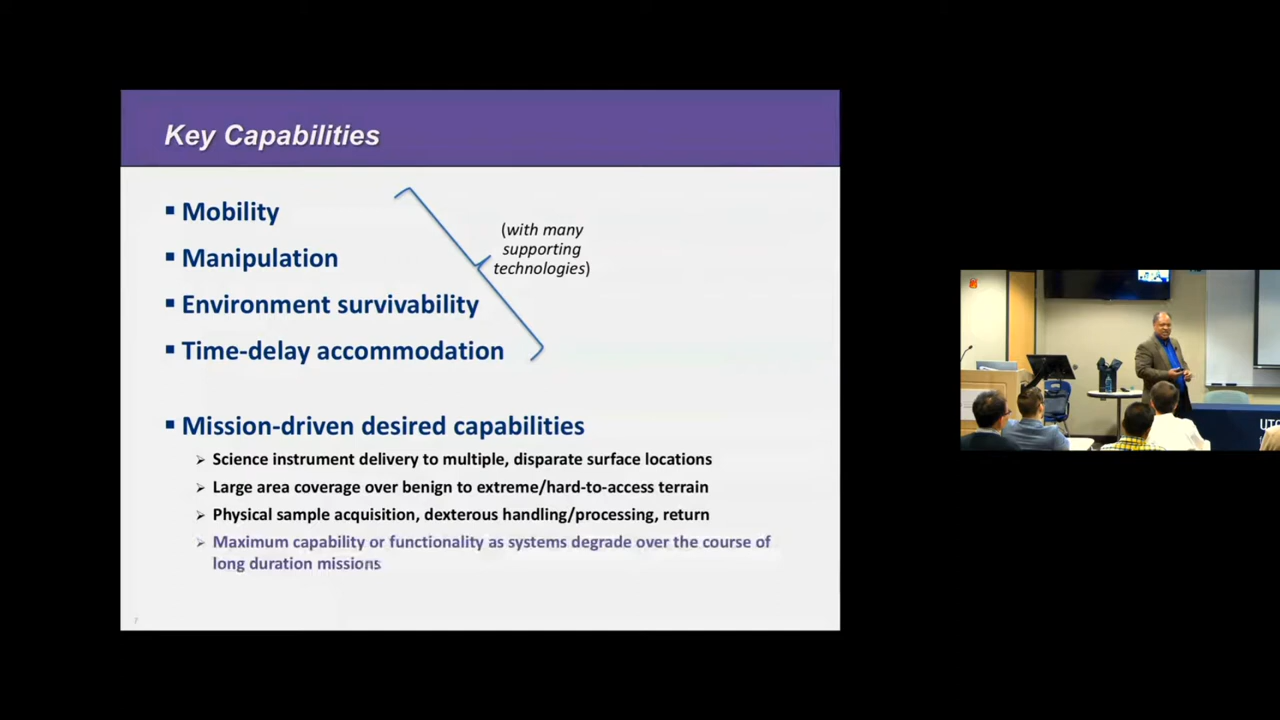 Key Capabilities
▪ Mobility
▪ Manipulation
▪ Environment survivability
▪ Time-delay accommodation
(with many
supporting
technologies)
▪ Mission-driven desired capabilities
➢ Science instrument delivery to multiple, disparate surface locations
➢ Large area coverage over benign to extreme/hard-to-access terrain
➢ Physical sample acquisition, dexterous handling/processing, return
➢ Maximum capability or functionality as systems degrade over the course of
long duration missions
7